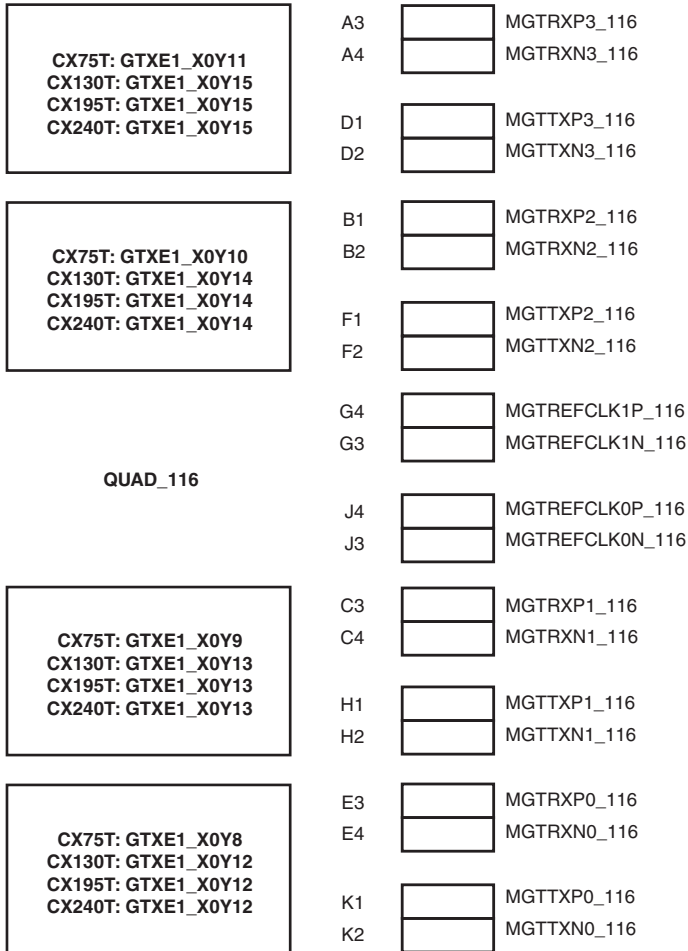 CX75T: GTXE1_X0Y11
CX130T: GTXE1_X0Y15
CX195T: GTXE1_X0Y15
CX240T: GTXE1_X0Y15
A3 MGTRXP3_116
A4 MGTRXN3_116
D1 MGTTXP3_116
D2 MGTTXN3_116
CX75T: GTXE1_X0Y10
CX130T: GTXE1_X0Y14
CX195T: GTXE1_X0Y14
CX240T: GTXE1_X0Y14
B1 MGTRXP2_116
B2 MGTRXN2_116
F1 MGTTXP2_116
F2 MGTTXN2_116
QUAD_116
G4 MGTREFCLK1P_116
G3 MGTREFCLK1N_116
J4 MGTREFCLK0P_116
J3 MGTREFCLK0N_116
CX75T: GTXE1_X0Y9
CX130T: GTXE1_X0Y13
CX195T: GTXE1_X0Y13
CX240T: GTXE1_X0Y13
C3 MGTRXP1_116
C4 MGTRXN1_116
H1 MGTTXP1_116
H2 MGTTXN1_116
CX75T: GTXE1_X0Y8
CX130T: GTXE1_X0Y12
CX195T: GTXE1_X0Y12
CX240T: GTXE1_X0Y12
E3 MGTRXP0_116
E4 MGTRXN0_116
K1 MGTTXP0_116
K2 MGTTXN0_116